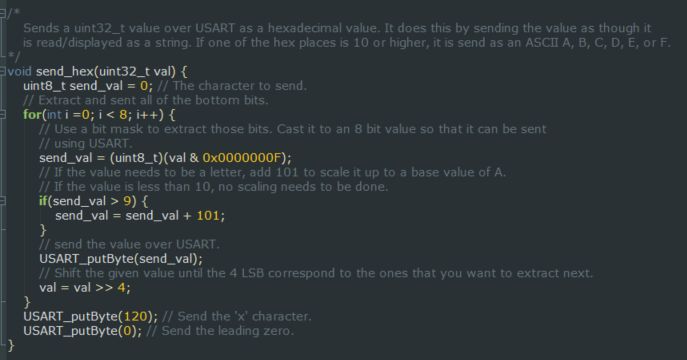 /*
Sends a uint32_t value over USART as a hexadecimal value. It does this by sending the value as though it
is read/displayed as a string. If one of the hex places is 10 or higher, it is send as an ASCII A, B, C, D, E, or F.
*/
void send_hex(uint32_t val) {
uint8_t send_val = 0; // The character to send.
// Extract and sent all of the bottom bits.
for(int i =0; i < 8; i++) {
// Use a bit mask to extract those bits. Cast it to an 8 bit value so that it can be sent
// using USART.
send_val = (uint8_t)(val & 0x0000000F);
// If the value needs to be a letter, add 101 to scale it up to a base value of A.
// If the value is less than 10, no scaling needs to be done.
if(send_val > 9) {
send_val = send_val + 101;
}
// send the value over USART.
USART_putByte(send_val);
// Shift the given value until the 4 LSB correspond to the ones that you want to extract next.
val = val >> 4;
}
USART_putByte(120); // Send the 'x' character.
USART_putByte(0); // Send the leading zero.
}